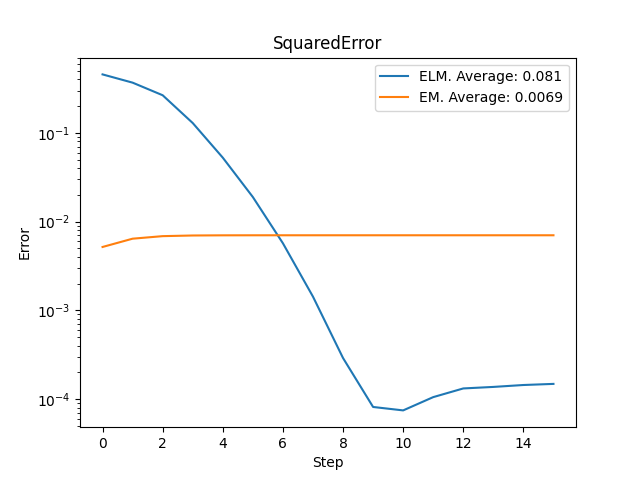 SquaredError
ELM. Average: 0.081
EM. Average: 0.0069
Error
10⁻¹
10⁻²
10⁻³
10⁻⁴
0 2 4 6 8 10 12 14
Step